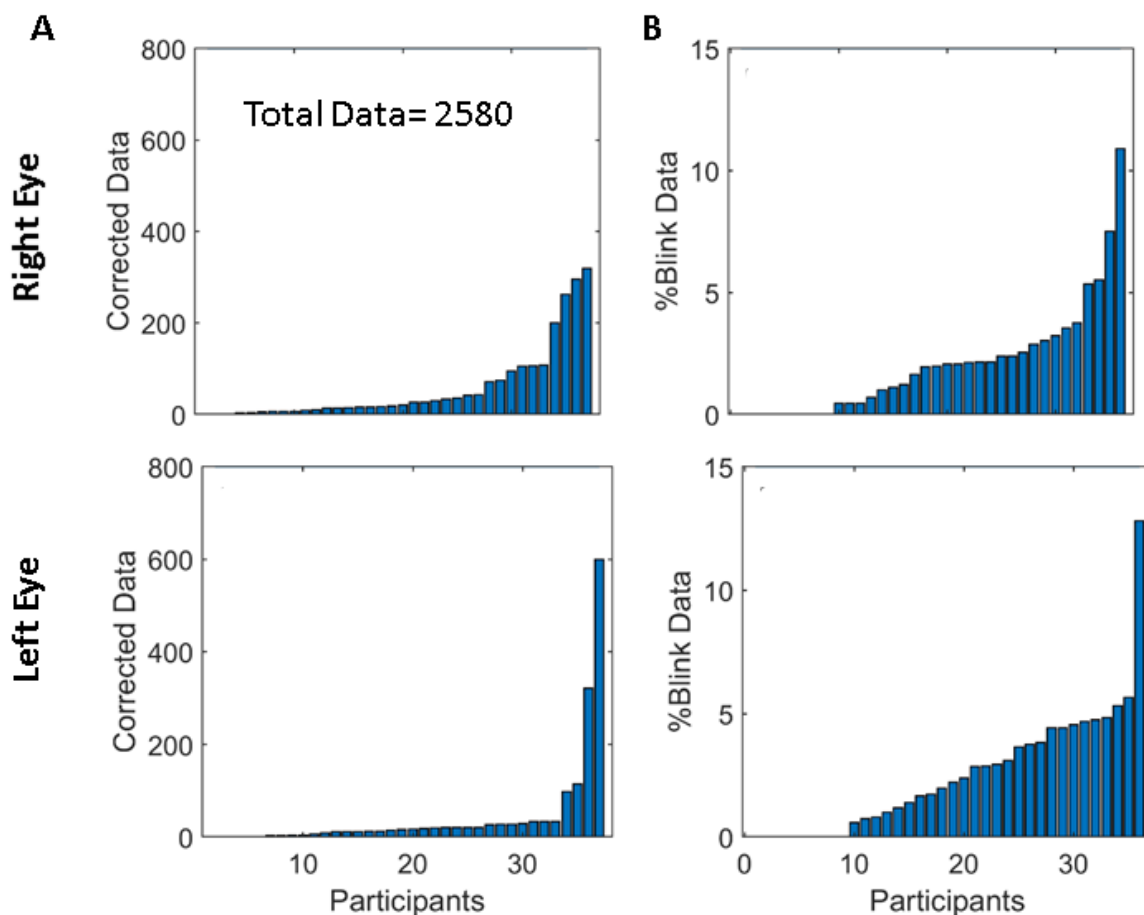 A
B
Total Data= 2580
Right Eye
Corrected Data
800
600
400
200
0
%Blink Data
15
10
5
0
Left Eye
Corrected Data
800
600
400
200
0
10
20
30
Participants
%Blink Data
15
10
5
0
0
10
20
30
Participants